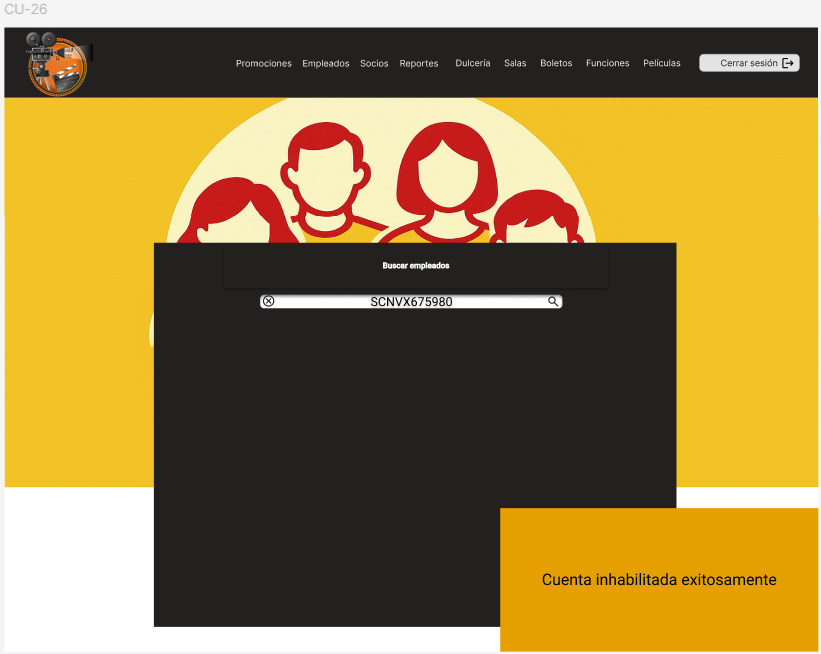 CU-26
Promociones Empleados Socios Reportes Dulcería Salas Boletos Funciones Películas Cerrar sesión
Buscar empleados
SCNVX675980
Cuenta inhabilitada exitosamente